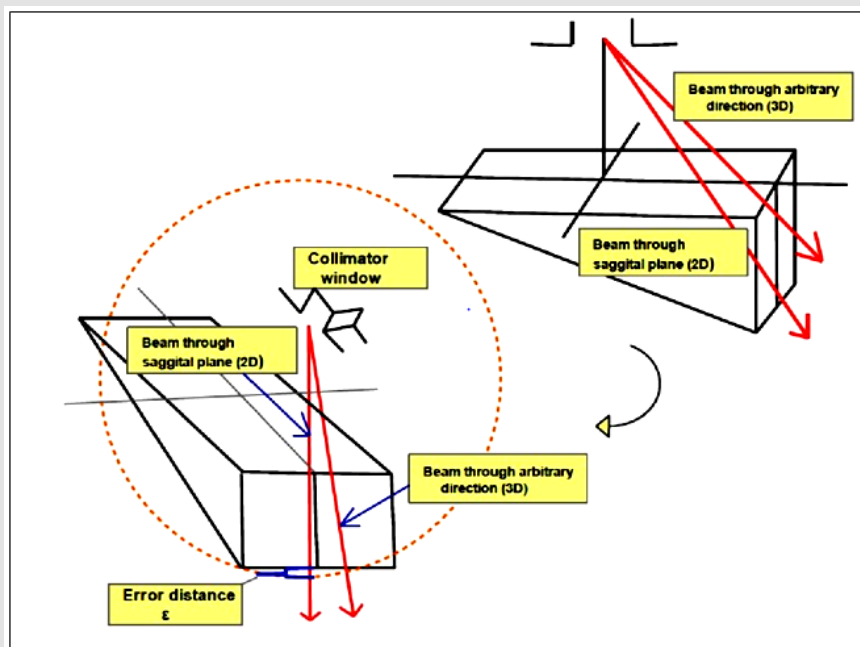 Beam through arbitrary
direction (3D)
Beam through
saggital plane (2D)
Collimator
window
Beam through
saggital plane (2D)
Beam through arbitrary
direction (3D)
Error distance
ε